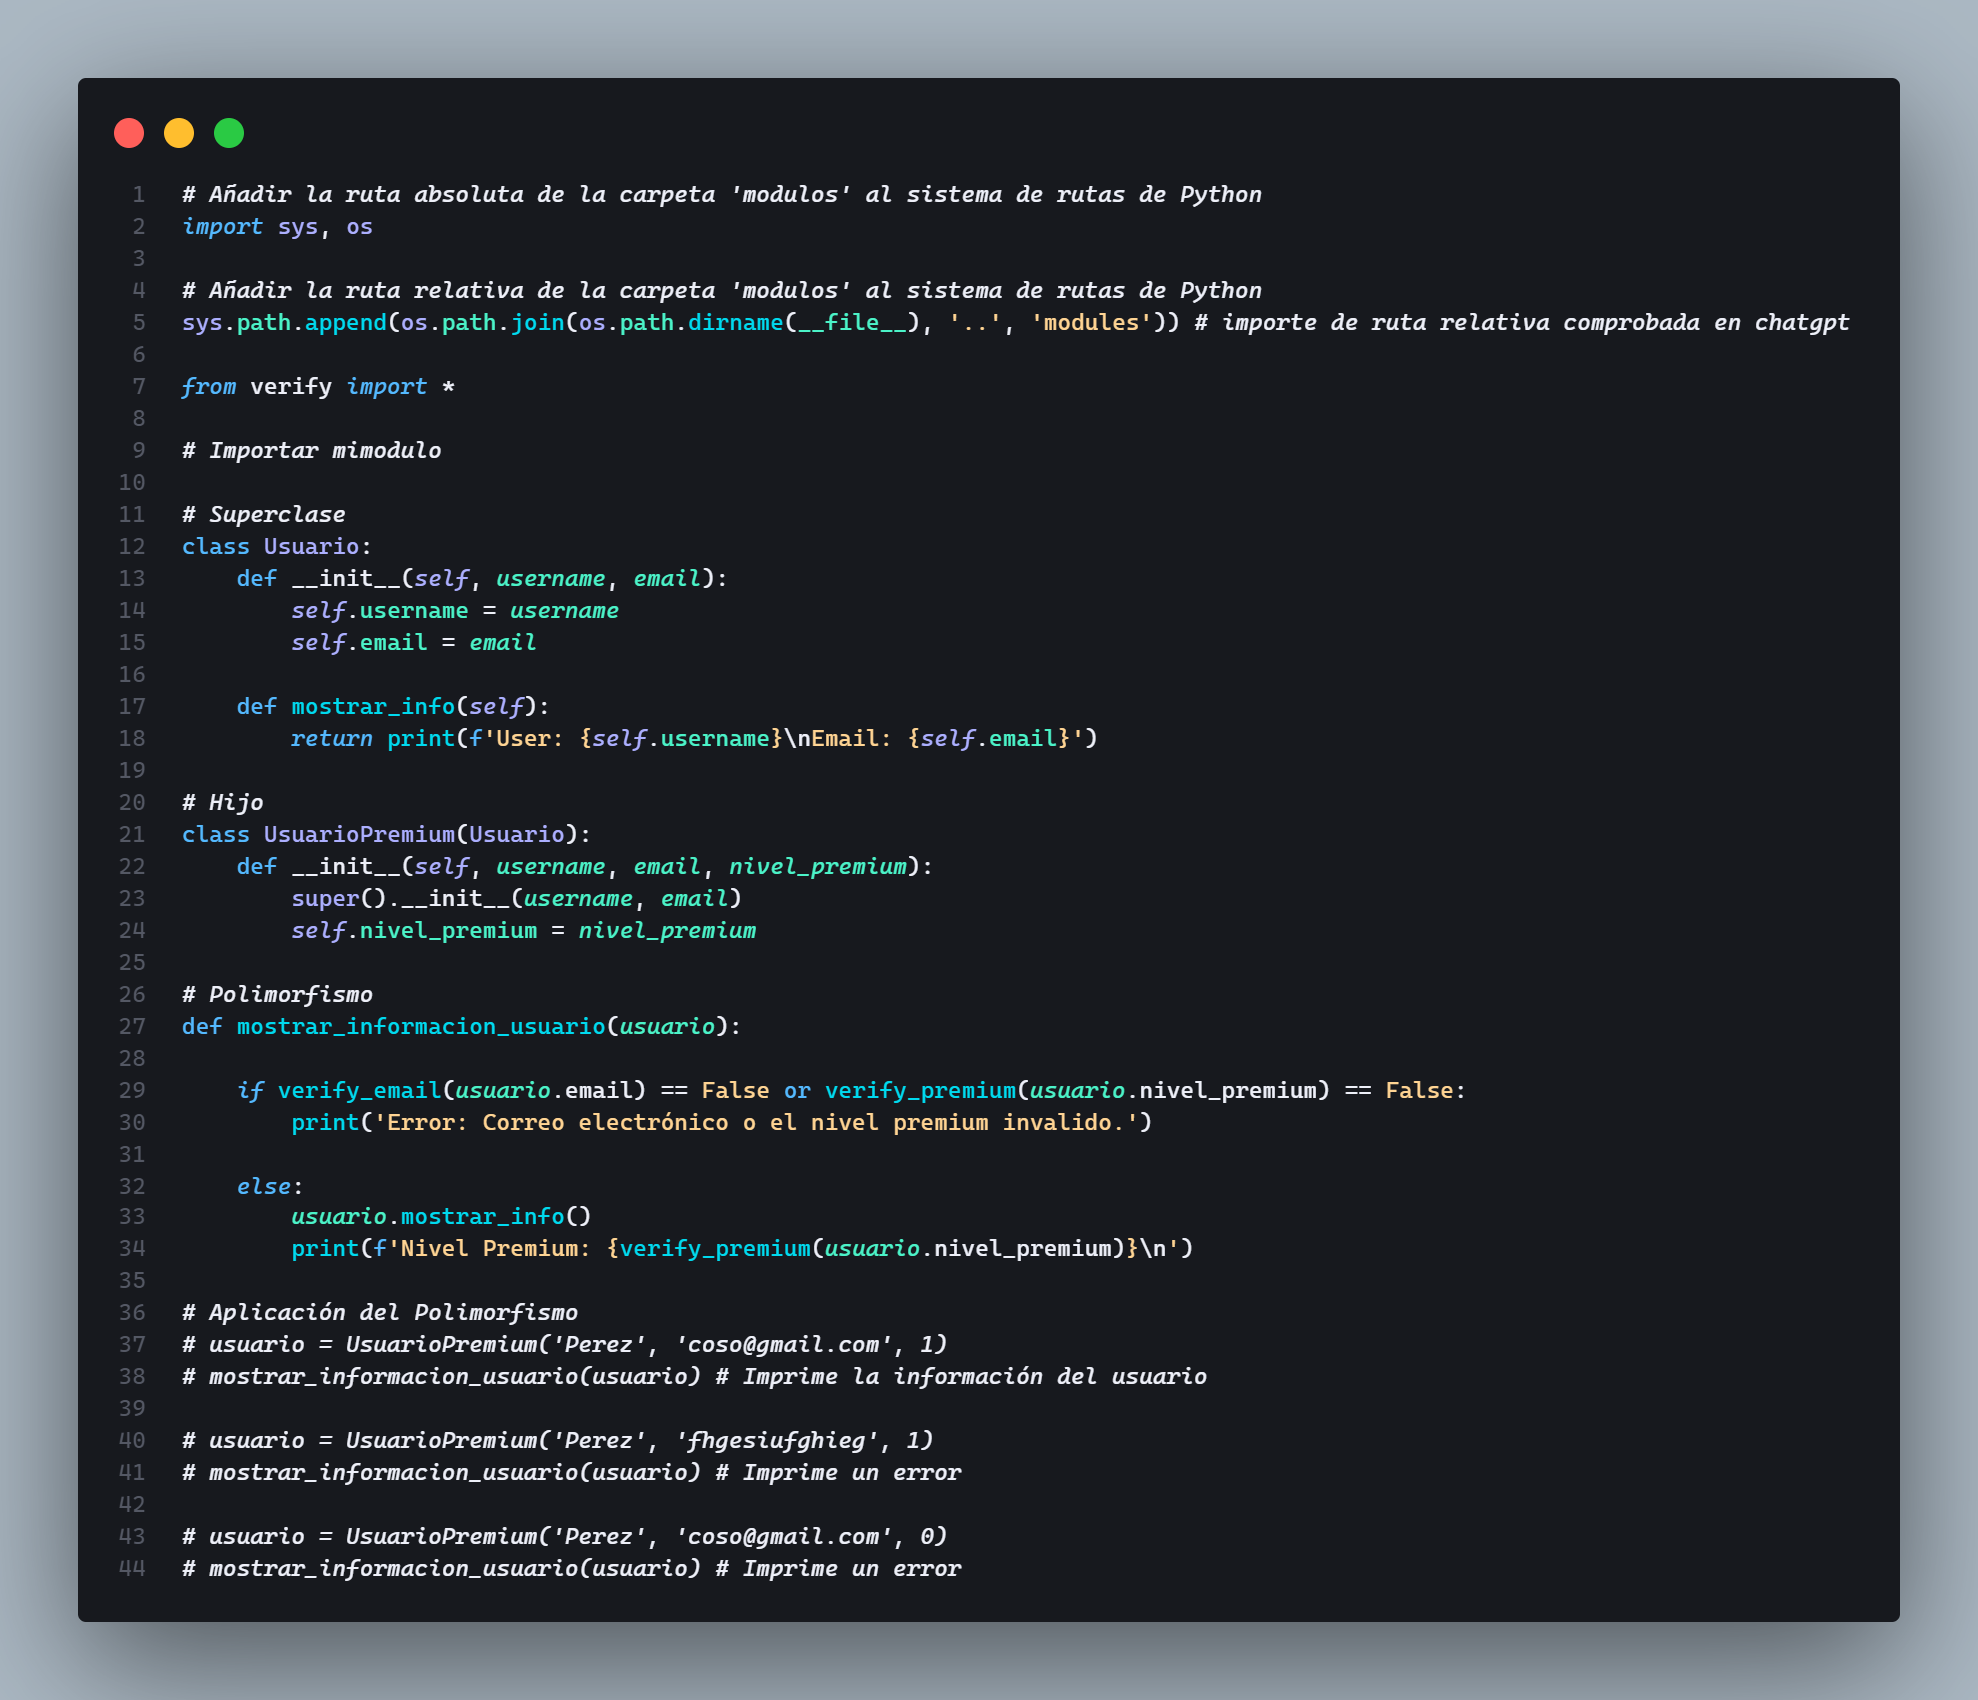 1 # Añadir la ruta absoluta de la carpeta 'modulos' al sistema de rutas de Python
2 import sys, os
3
4 # Añadir la ruta relativa de la carpeta 'modulos' al sistema de rutas de Python
5 sys.path.append(os.path.join(os.path.dirname(__file__), '..', 'modules')) # importe de ruta relativa comprobada en chatgpt
6
7 from verify import *
8
9 # Importar mimodulo
10
11 # Superclase
12 class Usuario:
13     def __init__(self, username, email):
14         self.username = username
15         self.email = email
16
17     def mostrar_info(self):
18         return print(f'User: {self.username}\nEmail: {self.email}')
19
20 # Hijo
21 class UsuarioPremium(Usuario):
22     def __init__(self, username, email, nivel_premium):
23         super().__init__(username, email)
24         self.nivel_premium = nivel_premium
25
26 # Polimorfismo
27 def mostrar_informacion_usuario(usuario):
28
29     if verify_email(usuario.email) == False or verify_premium(usuario.nivel_premium) == False:
30         print('Error: Correo electrónico o el nivel premium invalido.')
31
32     else:
33         usuario.mostrar_info()
34         print(f'Nivel Premium: {verify_premium(usuario.nivel_premium)}\n')
35
36 # Aplicación del Polimorfismo
37 # usuario = UsuarioPremium('Perez', 'coso@gmail.com', 1)
38 # mostrar_informacion_usuario(usuario) # Imprime la información del usuario
39
40 # usuario = UsuarioPremium('Perez', 'fhgesiufghieg', 1)
41 # mostrar_informacion_usuario(usuario) # Imprime un error
42
43 # usuario = UsuarioPremium('Perez', 'coso@gmail.com', 0)
44 # mostrar_informacion_usuario(usuario) # Imprime un error